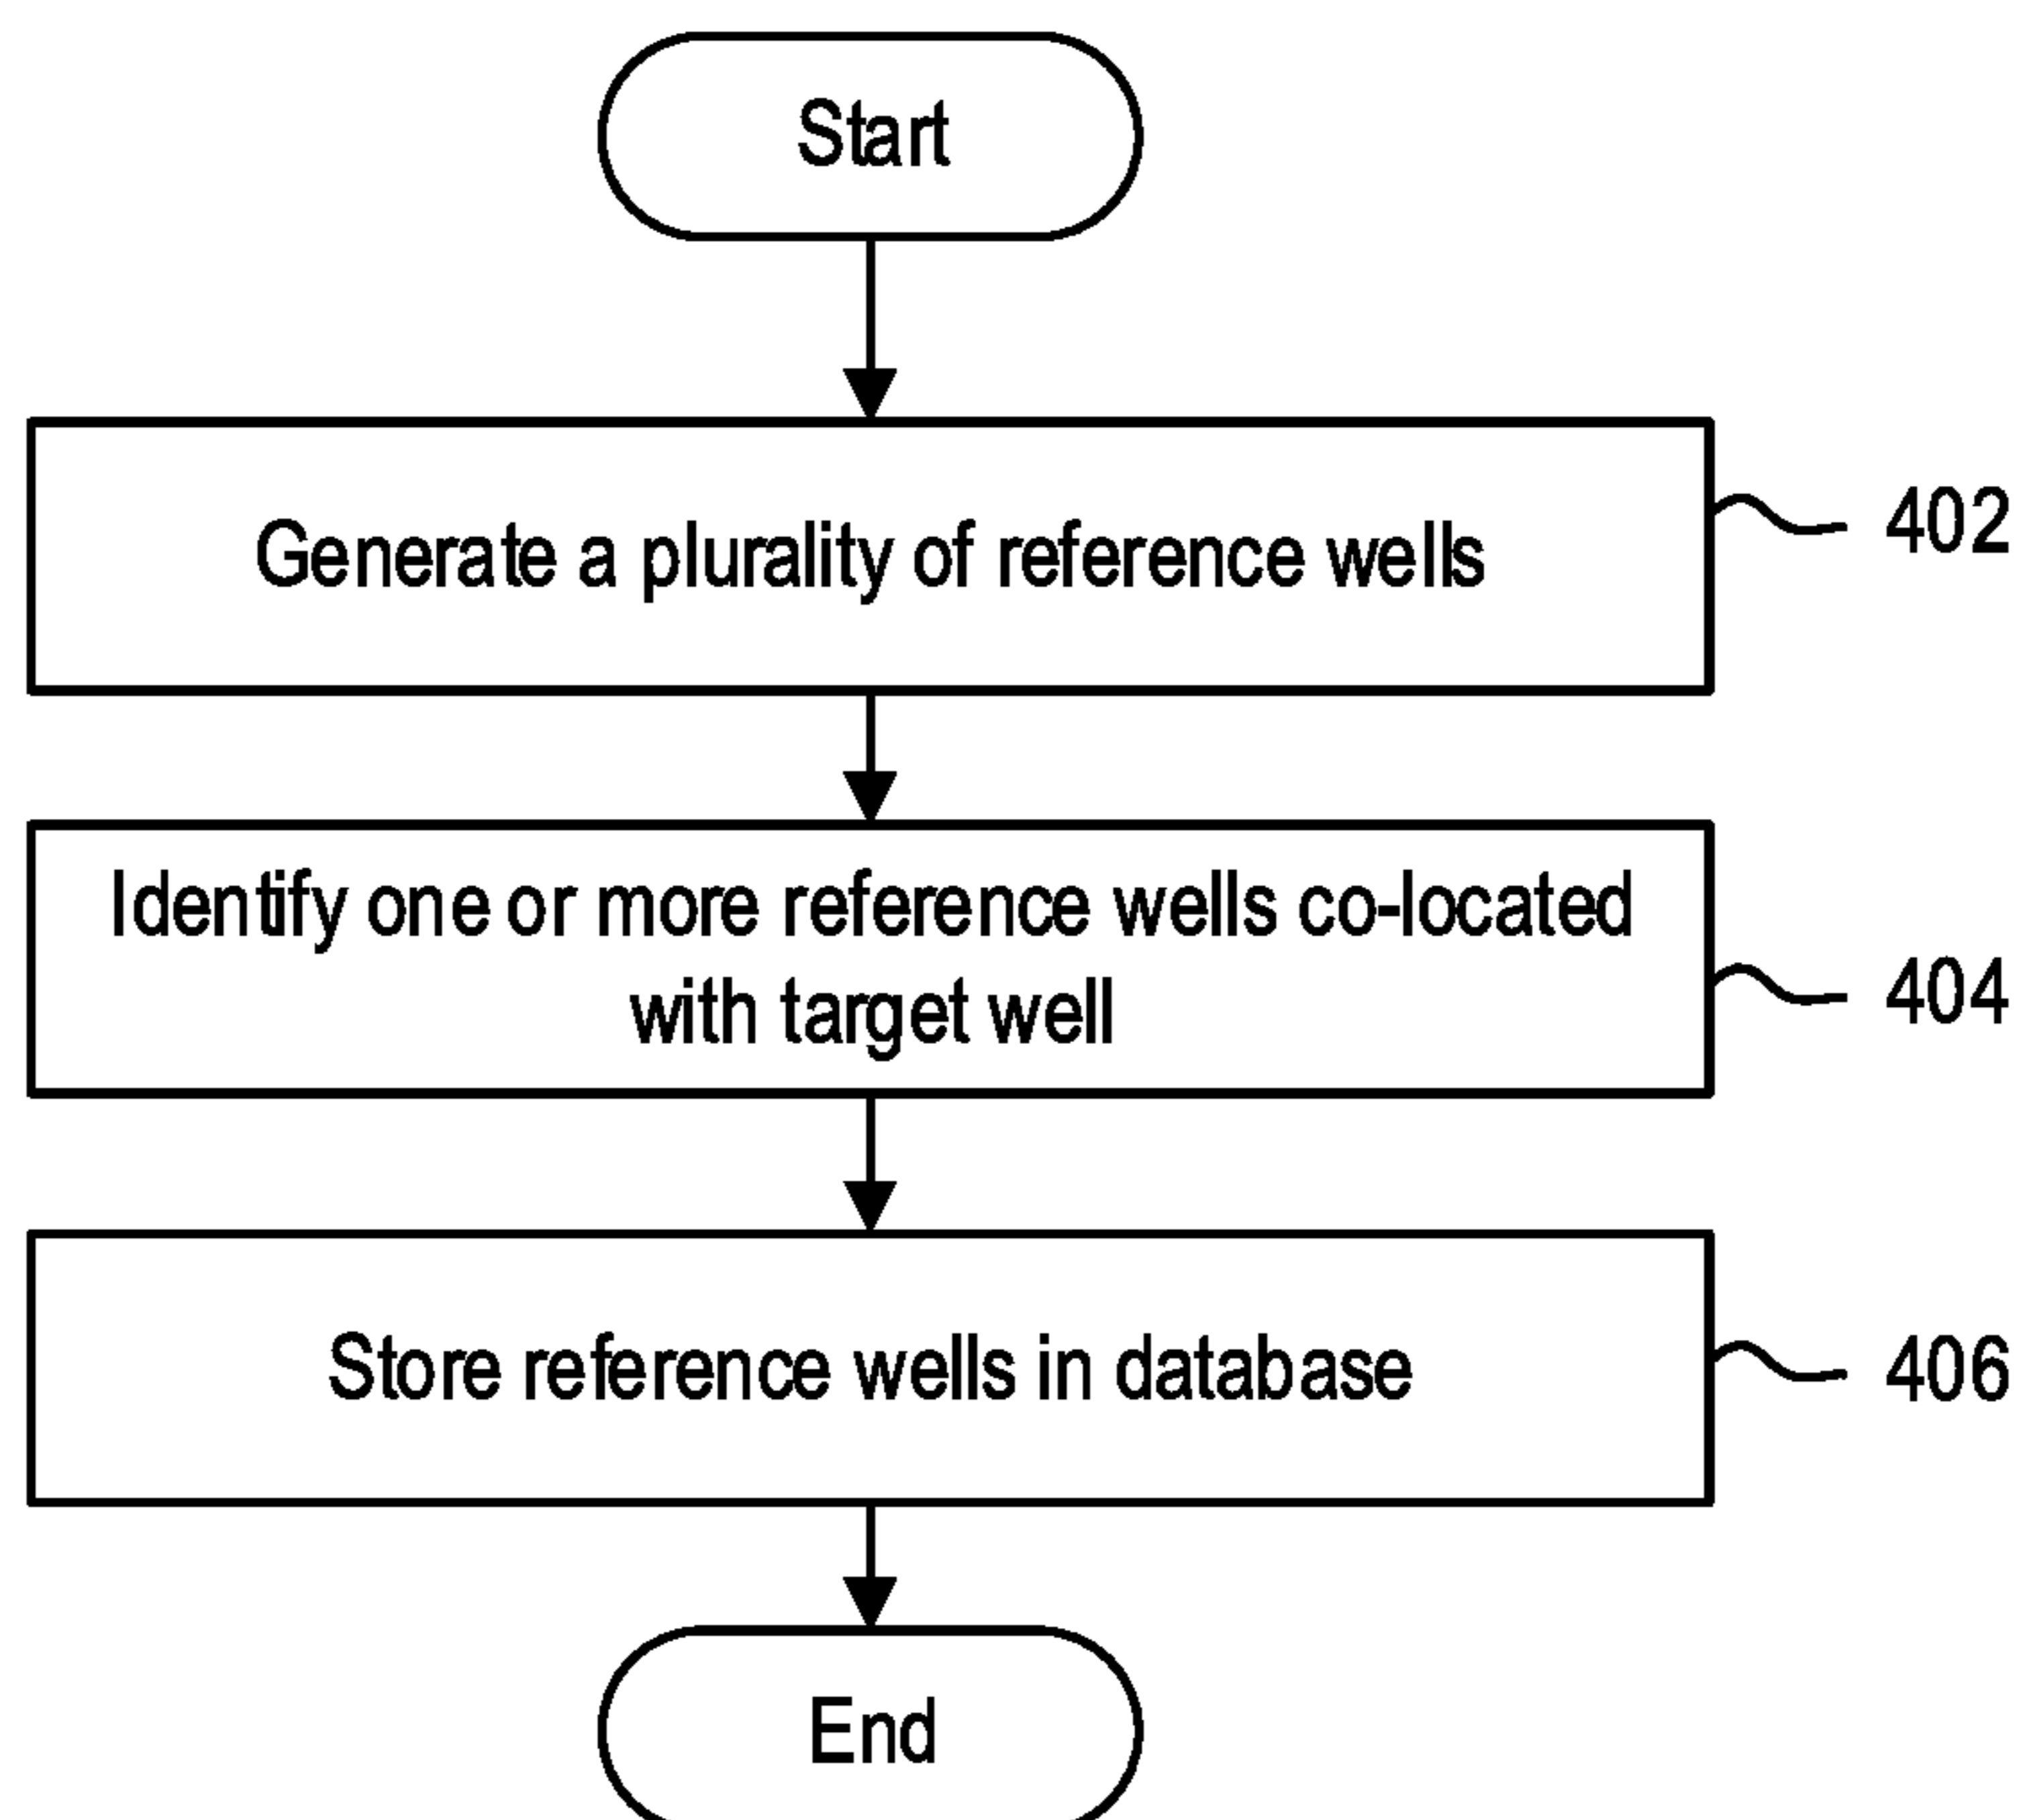 Start
Generate a plurality of reference wells
402
Identify one or more reference wells co-located
with target well
404
Store reference wells in database
406
End